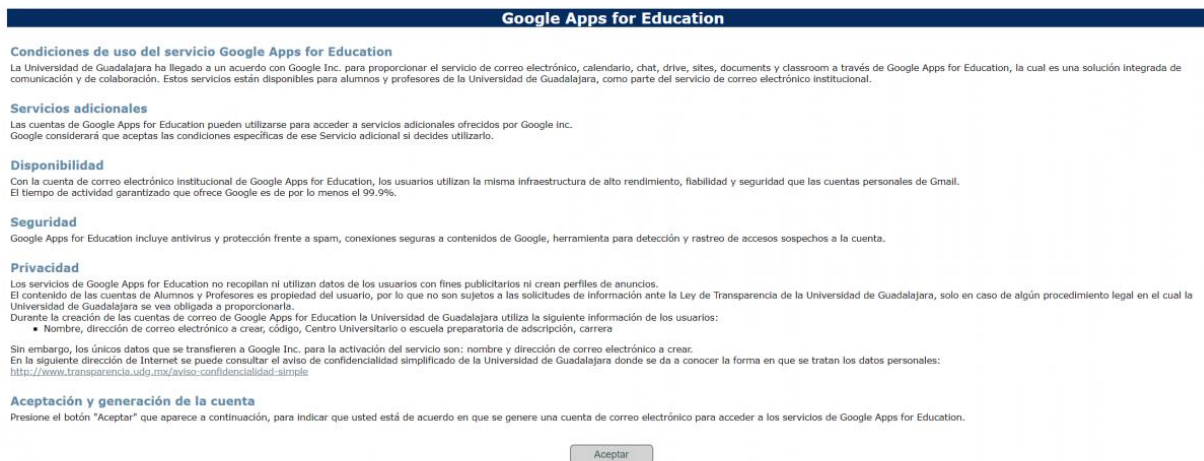 Google Apps for Education
Condiciones de uso del servicio Google Apps for Education
La Universidad de Guadalajara ha llegado a un acuerdo con Google Inc. para proporcionar el servicio de correo electrónico, calendario, chat, drive, sites, documents y classroom a través de Google Apps for Education, la cual es una solución integrada de
comunicación y de colaboración. Estos servicios están disponibles para alumnos y profesores de la Universidad de Guadalajara, como parte del servicio de correo electrónico institucional.
Servicios adicionales
Las cuentas de Google Apps for Education pueden utilizarse para acceder a servicios adicionales ofrecidos por Google inc.
Google considerará que aceptas las condiciones específicas de ese Servicio adicional si decides utilizarlo.
Disponibilidad
Con la cuenta de correo electrónico institucional de Google Apps for Education, los usuarios utilizan la misma infraestructura de alto rendimiento, fiabilidad y seguridad que las cuentas personales de Gmail.
El tiempo de actividad garantizado que ofrece Google es de por lo menos el 99.9%.
Seguridad
Google Apps for Education incluye antivirus y protección frente a spam, conexiones seguras a contenidos de Google, herramienta para detección y rastreo de accesos sospechos a la cuenta.
Privacidad
Los servicios de Google Apps for Education no recopilan ni utilizan datos de los usuarios con fines publicitarios ni crean perfiles de anuncios.
El contenido de las cuentas de Alumnos y Profesores es propiedad del usuario, por lo que no son sujetos a las solicitudes de información ante la Ley de Transparencia de la Universidad de Guadalajara, solo en caso de algún procedimiento legal en el cual la
Universidad de Guadalajara se vea obligada a proporcionarla.
Durante la creación de las cuentas de correo de Google Apps for Education la Universidad de Guadalajara utiliza la siguiente información de los usuarios:
• Nombre, dirección de correo electrónico a crear, código, Centro Universitario o escuela preparatoria de adscripción, carrera
Sin embargo, los únicos datos que se transfieren a Google Inc. para la activación del servicio son: nombre y dirección de correo electrónico a crear.
En la siguiente dirección de Internet se puede consultar el aviso de confidencialidad simplificado de la Universidad de Guadalajara donde se da a conocer la forma en que se tratan los datos personales:
http://www.transparencia.udg.mx/aviso-confidencialidad-simple
Aceptación y generación de la cuenta
Presione el botón "Aceptar" que aparece a continuación, para indicar que usted está de acuerdo en que se genere una cuenta de correo electrónico para acceder a los servicios de Google Apps for Education.
Aceptar